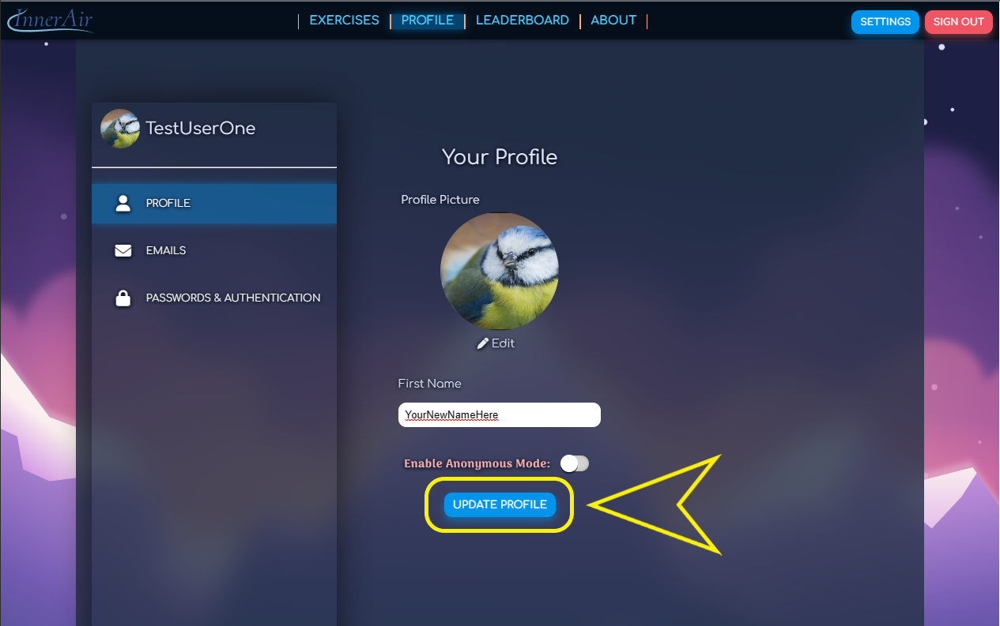 InnerAir
EXERCISES PROFILE LEADERBOARD ABOUT
SETTINGS SIGN OUT
TestUserOne
PROFILE
EMAILS
PASSWORDS & AUTHENTICATION
Your Profile
Profile Picture
Edit
First Name
YourNewNameHere
Enable Anonymous Mode:
UPDATE PROFILE